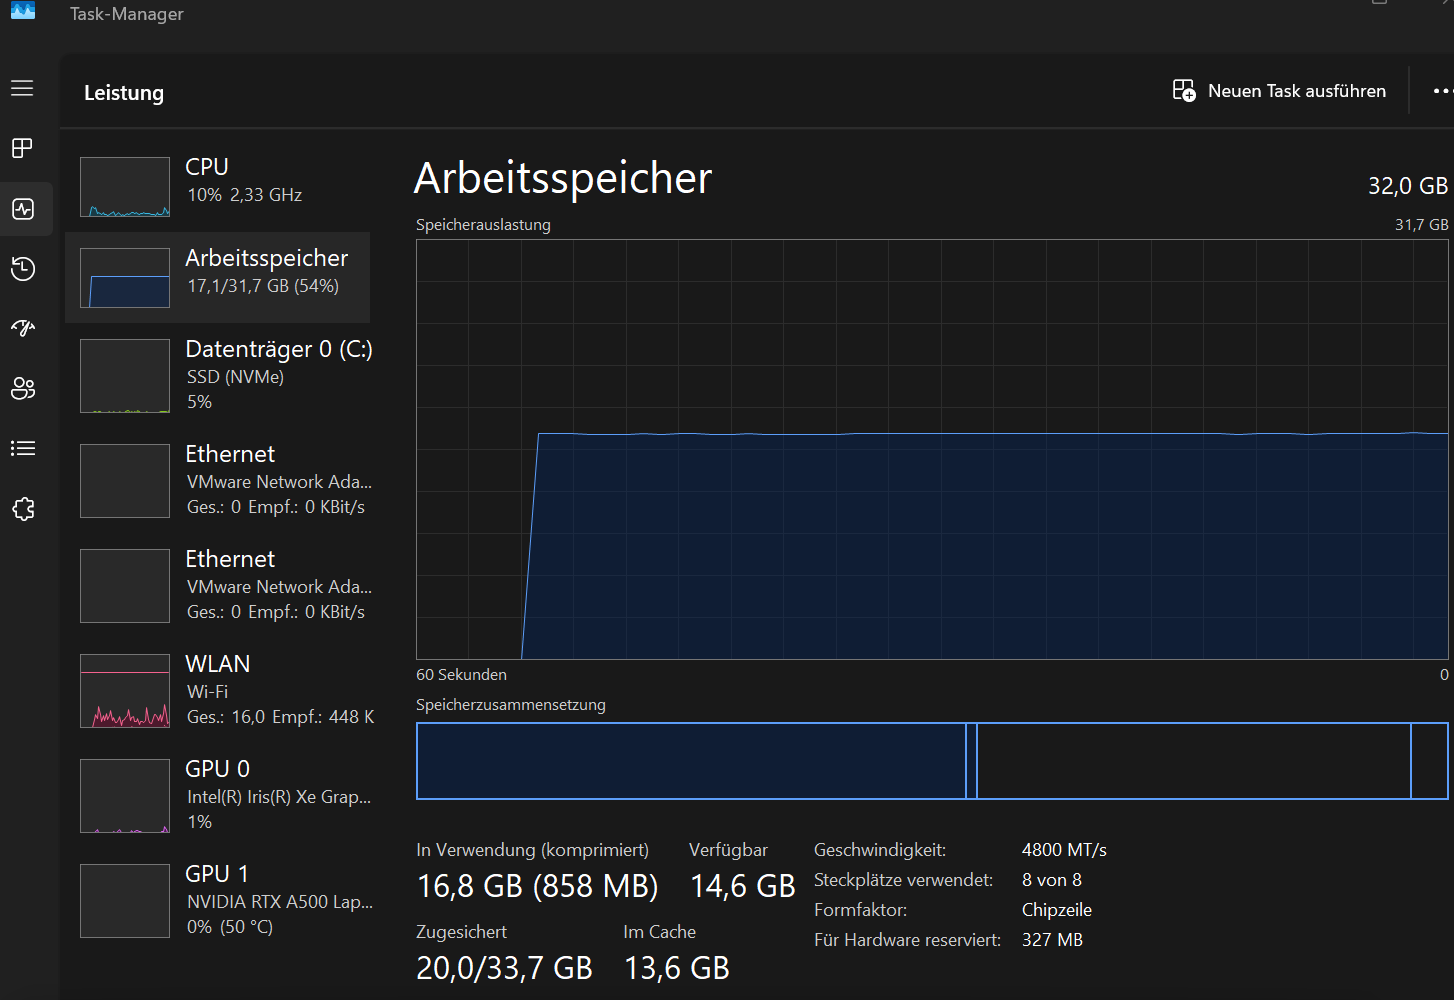 Task-Manager
Leistung
Neuen Task ausführen
CPU
10% 2,33 GHz
Arbeitsspeicher
17,1/31,7 GB (54%)
Datenträger 0 (C:)
SSD (NVMe)
5%
Ethernet
VMware Network Ada...
Ges.: 0 Empf.: 0 KBit/s
Ethernet
VMware Network Ada...
Ges.: 0 Empf.: 0 KBit/s
WLAN
Wi-Fi
Ges.: 16,0 Empf.: 448 K
GPU 0
Intel(R) Iris(R) Xe Grap...
1%
GPU 1
NVIDIA RTX A500 Lap...
0% (50 °C)
Arbeitsspeicher
32,0 GB
Speicherauslastung
31,7 GB
60 Sekunden
0
Speicherzusammensetzung
In Verwendung (komprimiert)
16,8 GB (858 MB)
Verfügbar
14,6 GB
Zugesichert
20,0/33,7 GB
Im Cache
13,6 GB
Geschwindigkeit: 4800 MT/s
Steckplätze verwendet: 8 von 8
Formfaktor: Chipzeile
Für Hardware reserviert: 327 MB